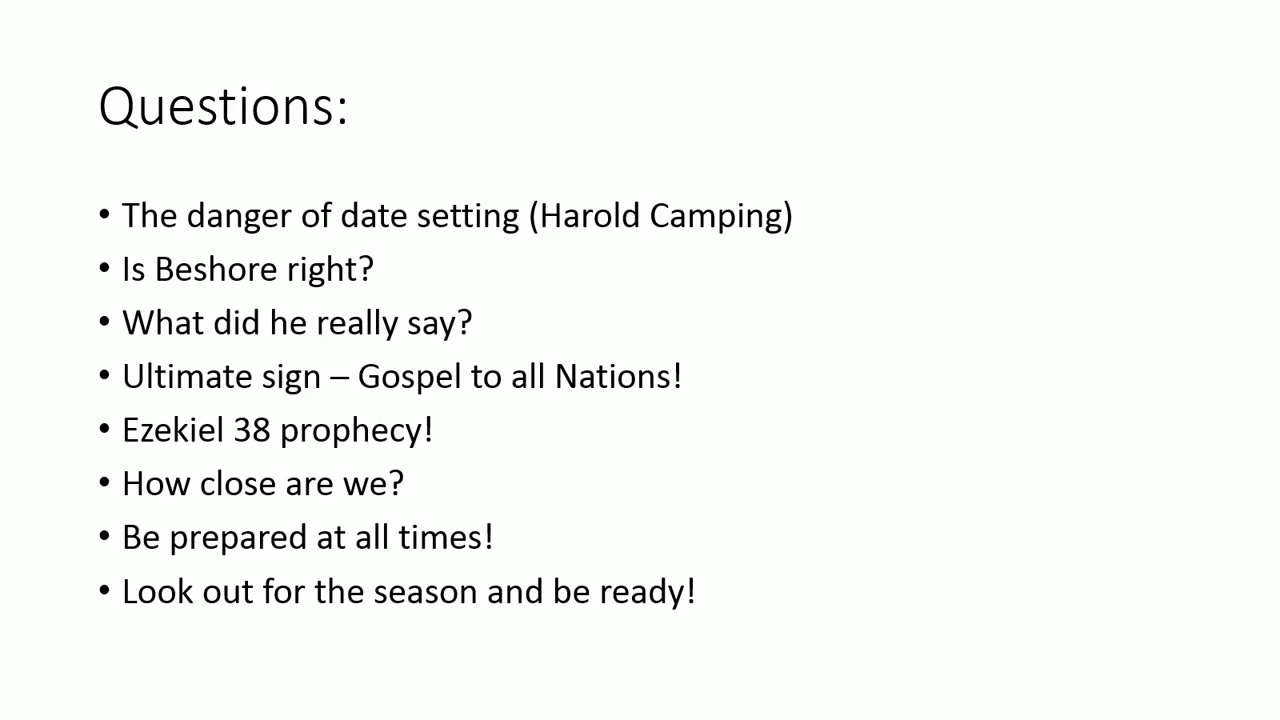 Questions:
• The danger of date setting (Harold Camping)
• Is Beshore right?
• What did he really say?
• Ultimate sign – Gospel to all Nations!
• Ezekiel 38 prophecy!
• How close are we?
• Be prepared at all times!
• Look out for the season and be ready!